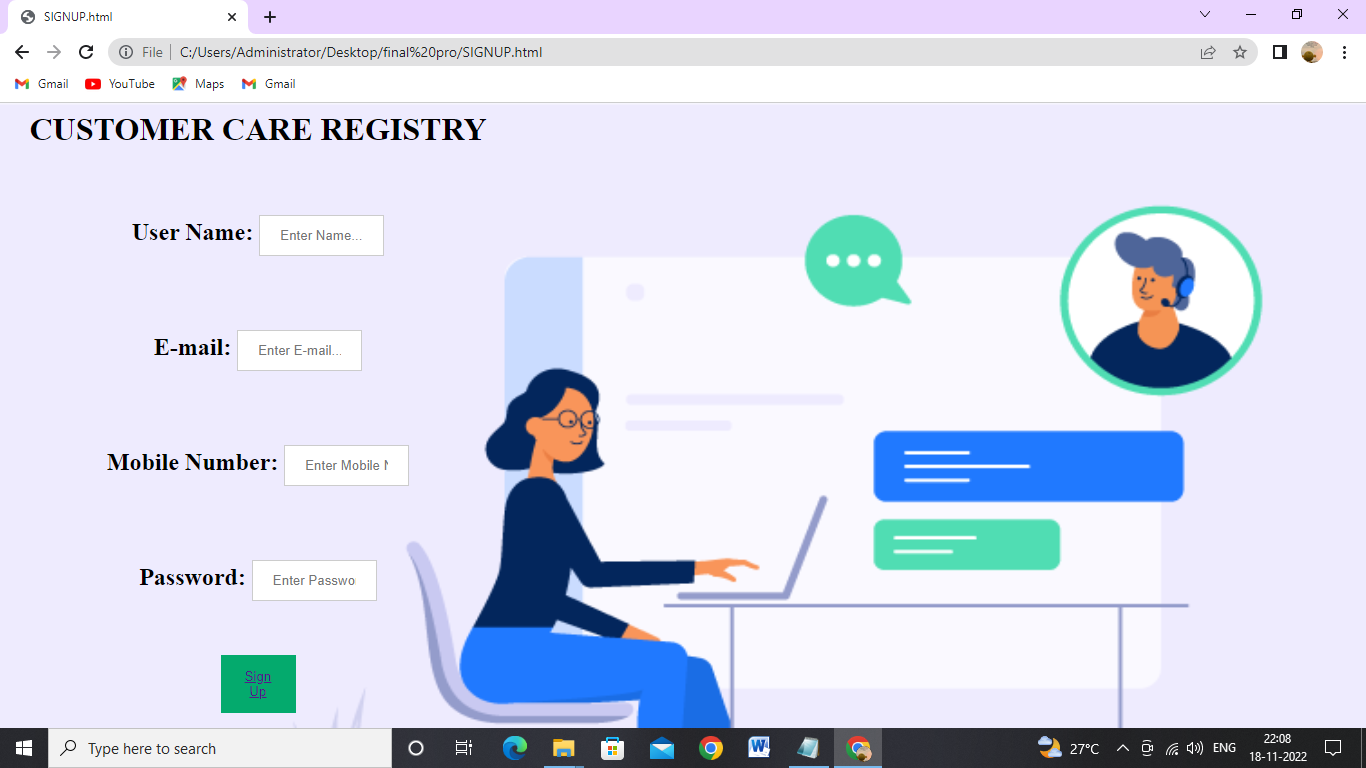 SIGNUP.html
File | C:/Users/Administrator/Desktop/final%20pro/SIGNUP.html
Gmail YouTube Maps Gmail
CUSTOMER CARE REGISTRY
User Name: Enter Name...
E-mail: Enter E-mail...
Mobile Number: Enter Mobile N
Password: Enter Passwo
Sign
Up
Type here to search
27°C ENG 22:08
18-11-2022